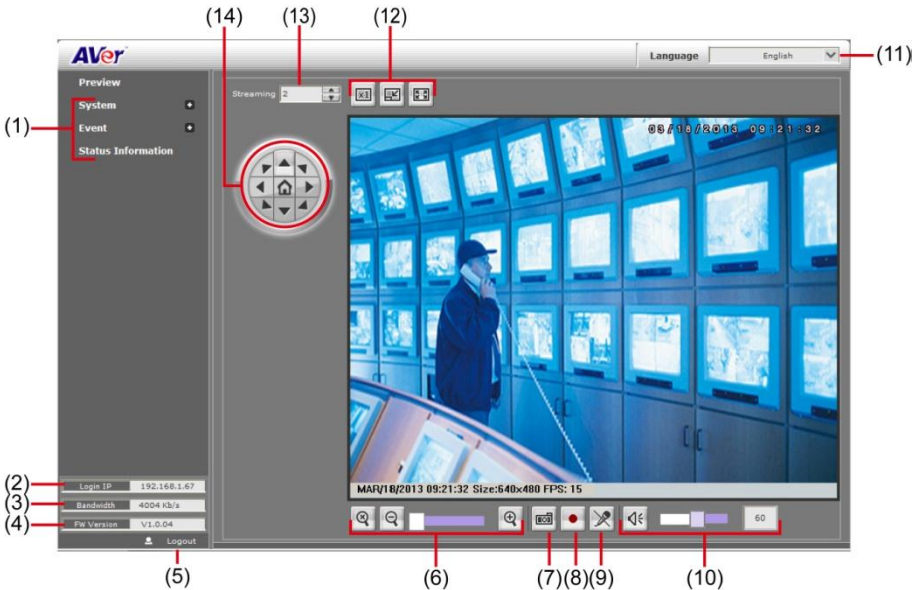 (14)
(13)
(12)
AVer
Language English
(11)
Preview
System
Event
Status Information
(1)
Streaming 2
x1
03/18/2013 09:21:32
MAR/18/2013 09:21:32 Size:640x480 FPS: 15
(2)
Login IP 192.168.1.67
(3)
Bandwidth 4004 Kb/s
(4)
FW Version V1.0.04
Logout
60
(5)
(6)
(7)(8)(9)
(10)